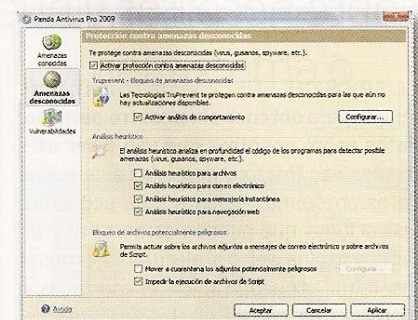 Panda Antivirus Pro 2009
Amenazas conocidas
Amenazas desconocidas
Vulnerabilidades
Protección contra amenazas desconocidas
Te protege contra amenazas desconocidas (virus, gusanos, spyware, etc.).
Activar protección contra amenazas desconocidas
Truprevent - Bloqueo de amenazas desconocidas
Las Tecnologías TruPrevent te protegen contra amenazas desconocidas para las que aún no
hay actualizaciones disponibles.
Activar análisis de comportamiento
Configurar...
Análisis heurístico
El análisis heurístico analiza en profundidad el código de los programas para detectar posible
amenazas (virus, gusanos, spyware, etc.).
Análisis heurístico para archivos
Análisis heurístico para correo electrónico
Análisis heurístico para mensajería instantánea
Análisis heurístico para navegación web
Bloqueo de archivos potencialmente peligrosos
Permite actuar sobre los archivos adjuntos a mensajes de correo electrónico y sobre archivos
de Script.
Mover a cuarentena los adjuntos potencialmente peligrosos
Configurar...
Impedir la ejecución de archivos de Script
Ayuda
Aceptar
Cancelar
Aplicar